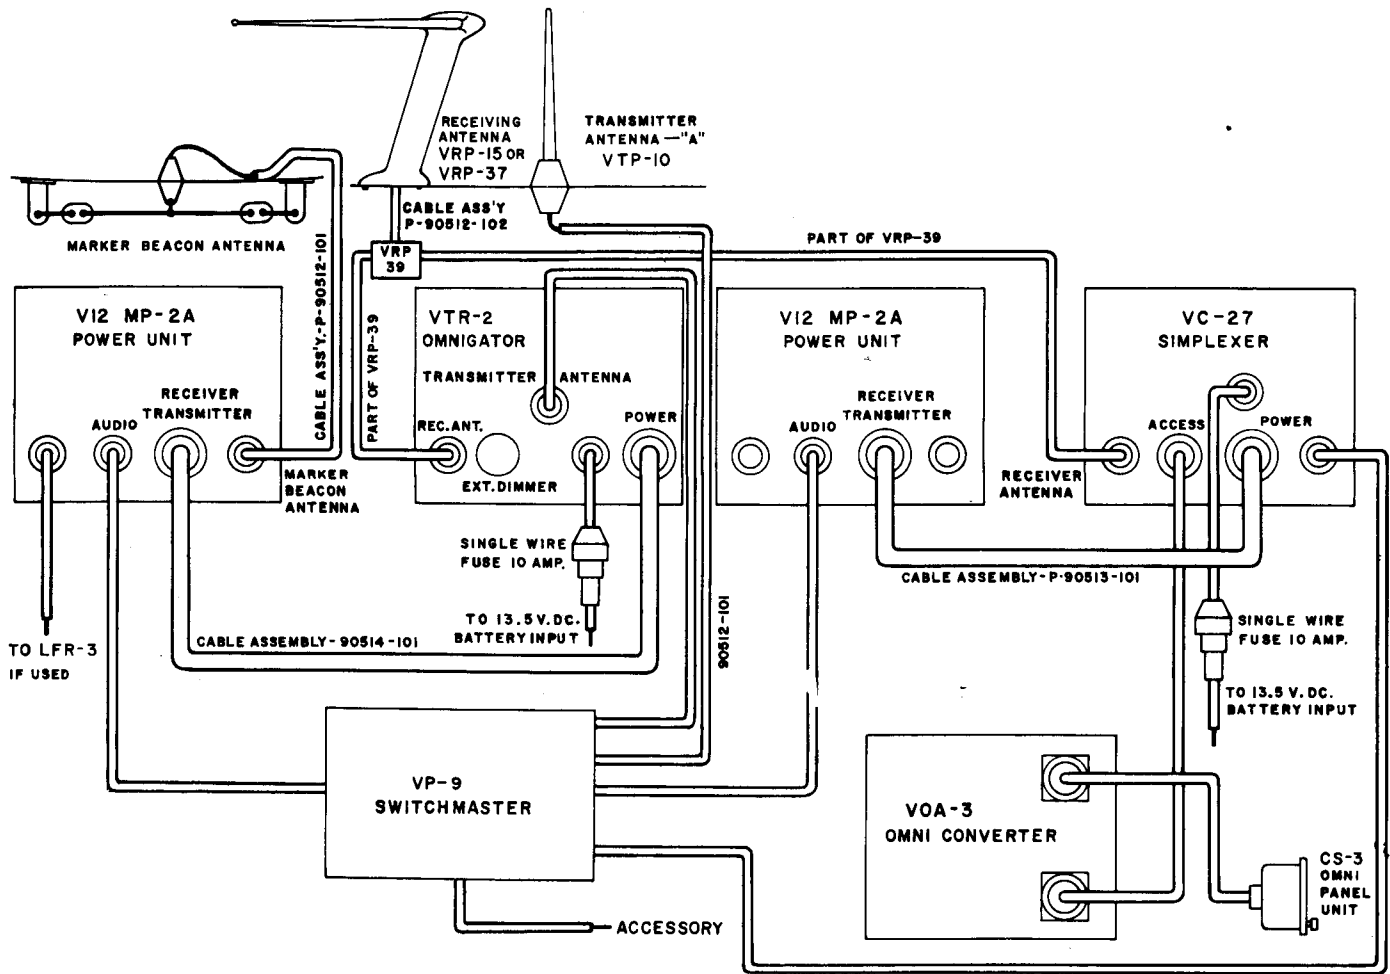 RECEIVING
ANTENNA
VRP-15 OR
VRP-37
TRANSMITTER
ANTENNA—"A"
VTP-10
CABLE ASS'Y
P-90512-102
MARKER BEACON ANTENNA
VRP
39
PART OF VRP-39
CABLE ASS'Y.-P-90512-101
PART OF VRP-39
V12 MP-2A
POWER UNIT
RECEIVER
TRANSMITTER
AUDIO
MARKER
BEACON
ANTENNA
VTR-2
OMNIGATOR
TRANSMITTER ANTENNA
REC. ANT.
POWER
EXT. DIMMER
V12 MP-2A
POWER UNIT
RECEIVER
TRANSMITTER
AUDIO
VC-27
SIMPLEXER
ACCESS
POWER
RECEIVER
ANTENNA
SINGLE WIRE
FUSE 10 AMP.
TO 13.5 V. DC.
BATTERY INPUT
CABLE ASSEMBLY-P-90513-101
90512-101
TO LFR-3
IF USED
CABLE ASSEMBLY-90514-101
SINGLE WIRE
FUSE 10 AMP.
TO 13.5 V. DC.
BATTERY INPUT
VP-9
SWITCHMASTER
VOA-3
OMNI CONVERTER
CS-3
OMNI
PANEL
UNIT
ACCESSORY